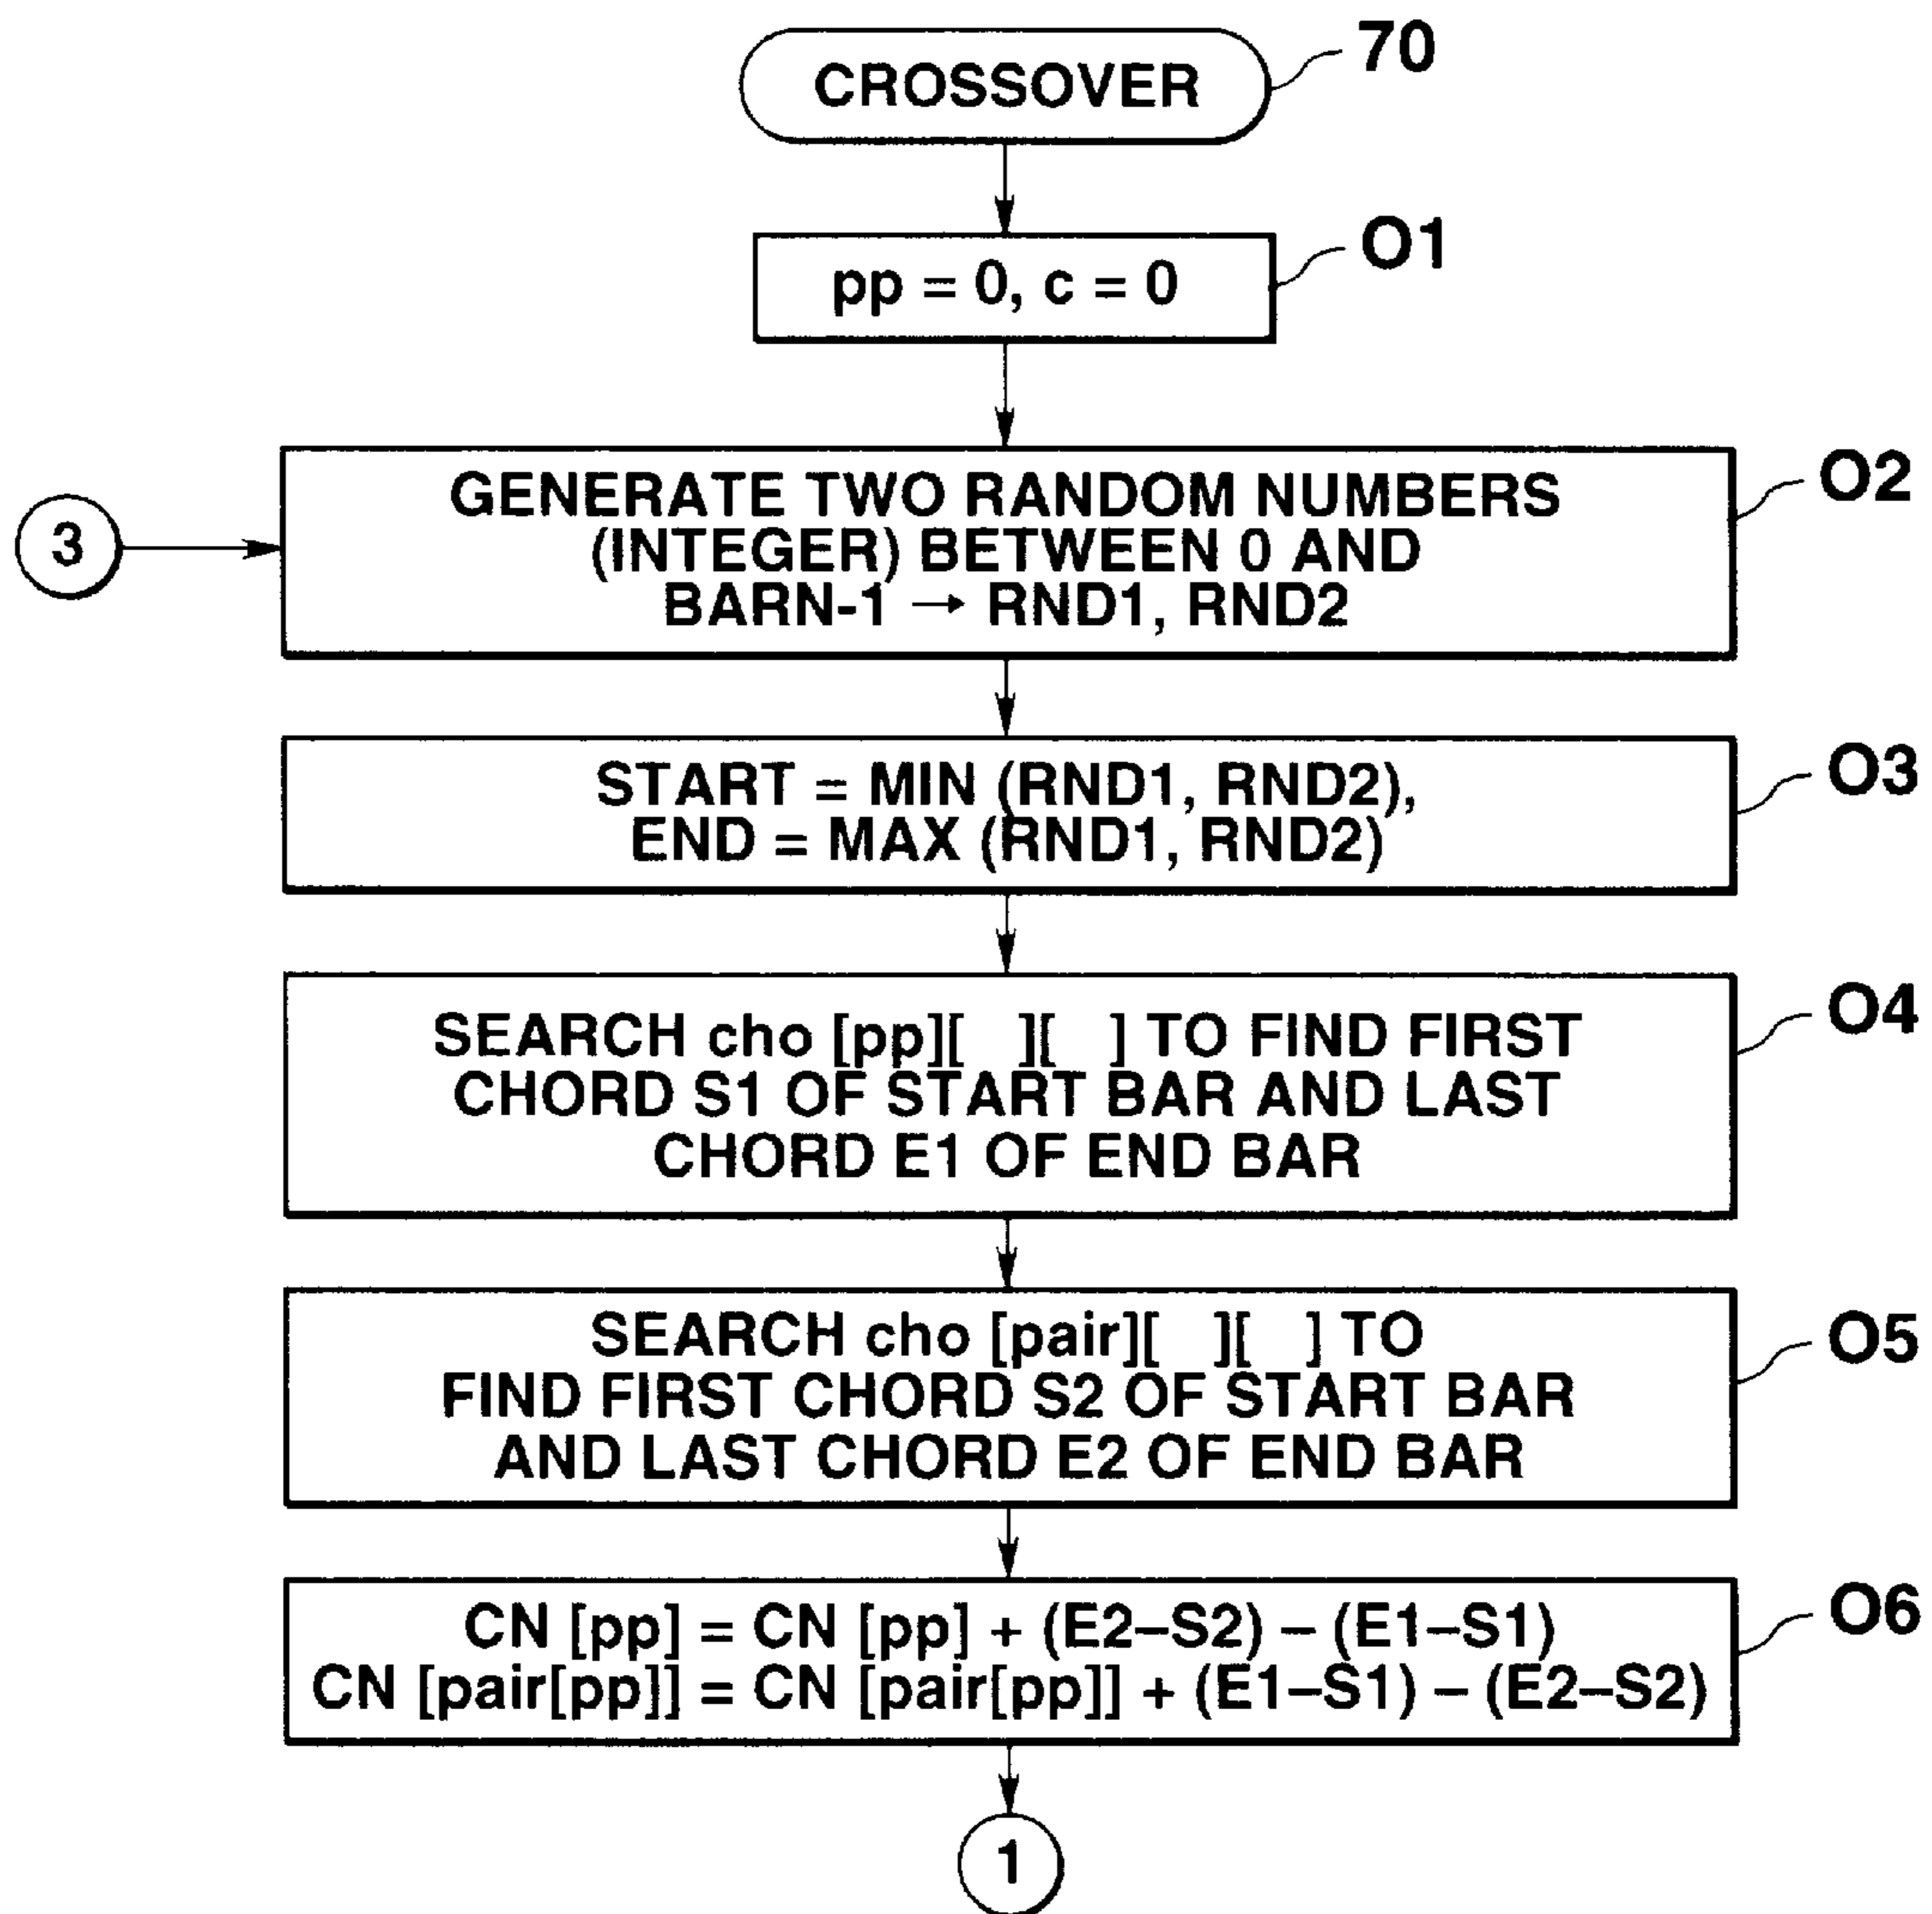 CROSSOVER
70
pp = 0, c = 0
O1
GENERATE TWO RANDOM NUMBERS
(INTEGER) BETWEEN 0 AND
BARN-1 → RND1, RND2
O2
3
START = MIN (RND1, RND2),
END = MAX (RND1, RND2)
O3
SEARCH cho [pp][ ][ ] TO FIND FIRST
CHORD S1 OF START BAR AND LAST
CHORD E1 OF END BAR
O4
SEARCH cho [pair][ ][ ] TO
FIND FIRST CHORD S2 OF START BAR
AND LAST CHORD E2 OF END BAR
O5
CN [pp] = CN [pp] + (E2–S2) – (E1–S1)
CN [pair[pp]] = CN [pair[pp]] + (E1–S1) – (E2–S2)
O6
1